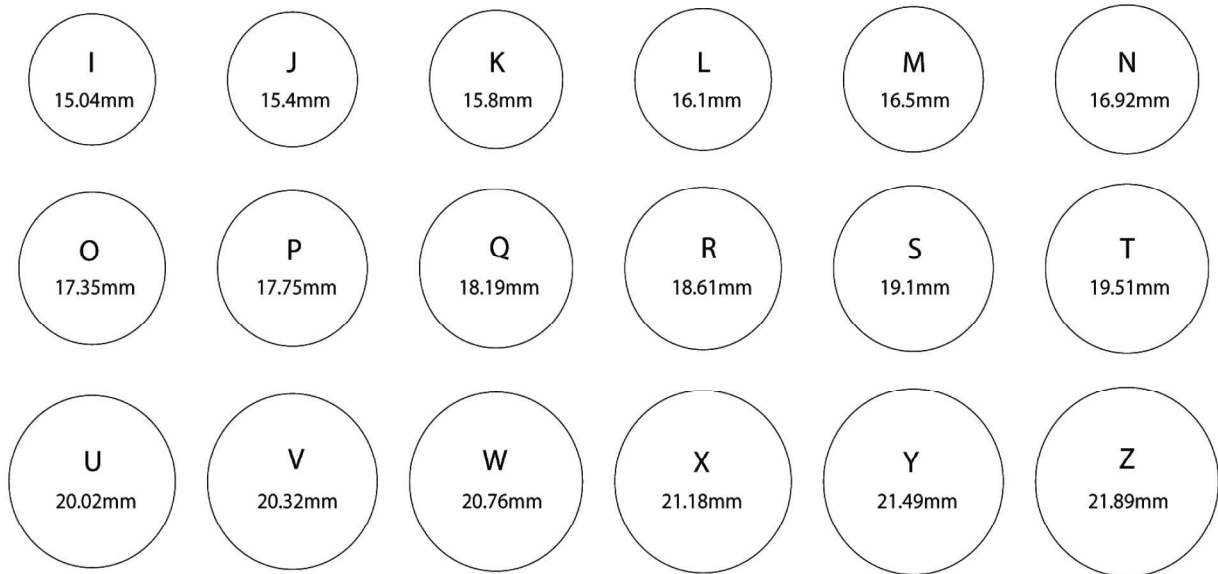 I J K L M N
15.04mm 15.4mm 15.8mm 16.1mm 16.5mm 16.92mm
O P Q R S T
17.35mm 17.75mm 18.19mm 18.61mm 19.1mm 19.51mm
U V W X Y Z
20.02mm 20.32mm 20.76mm 21.18mm 21.49mm 21.89mm